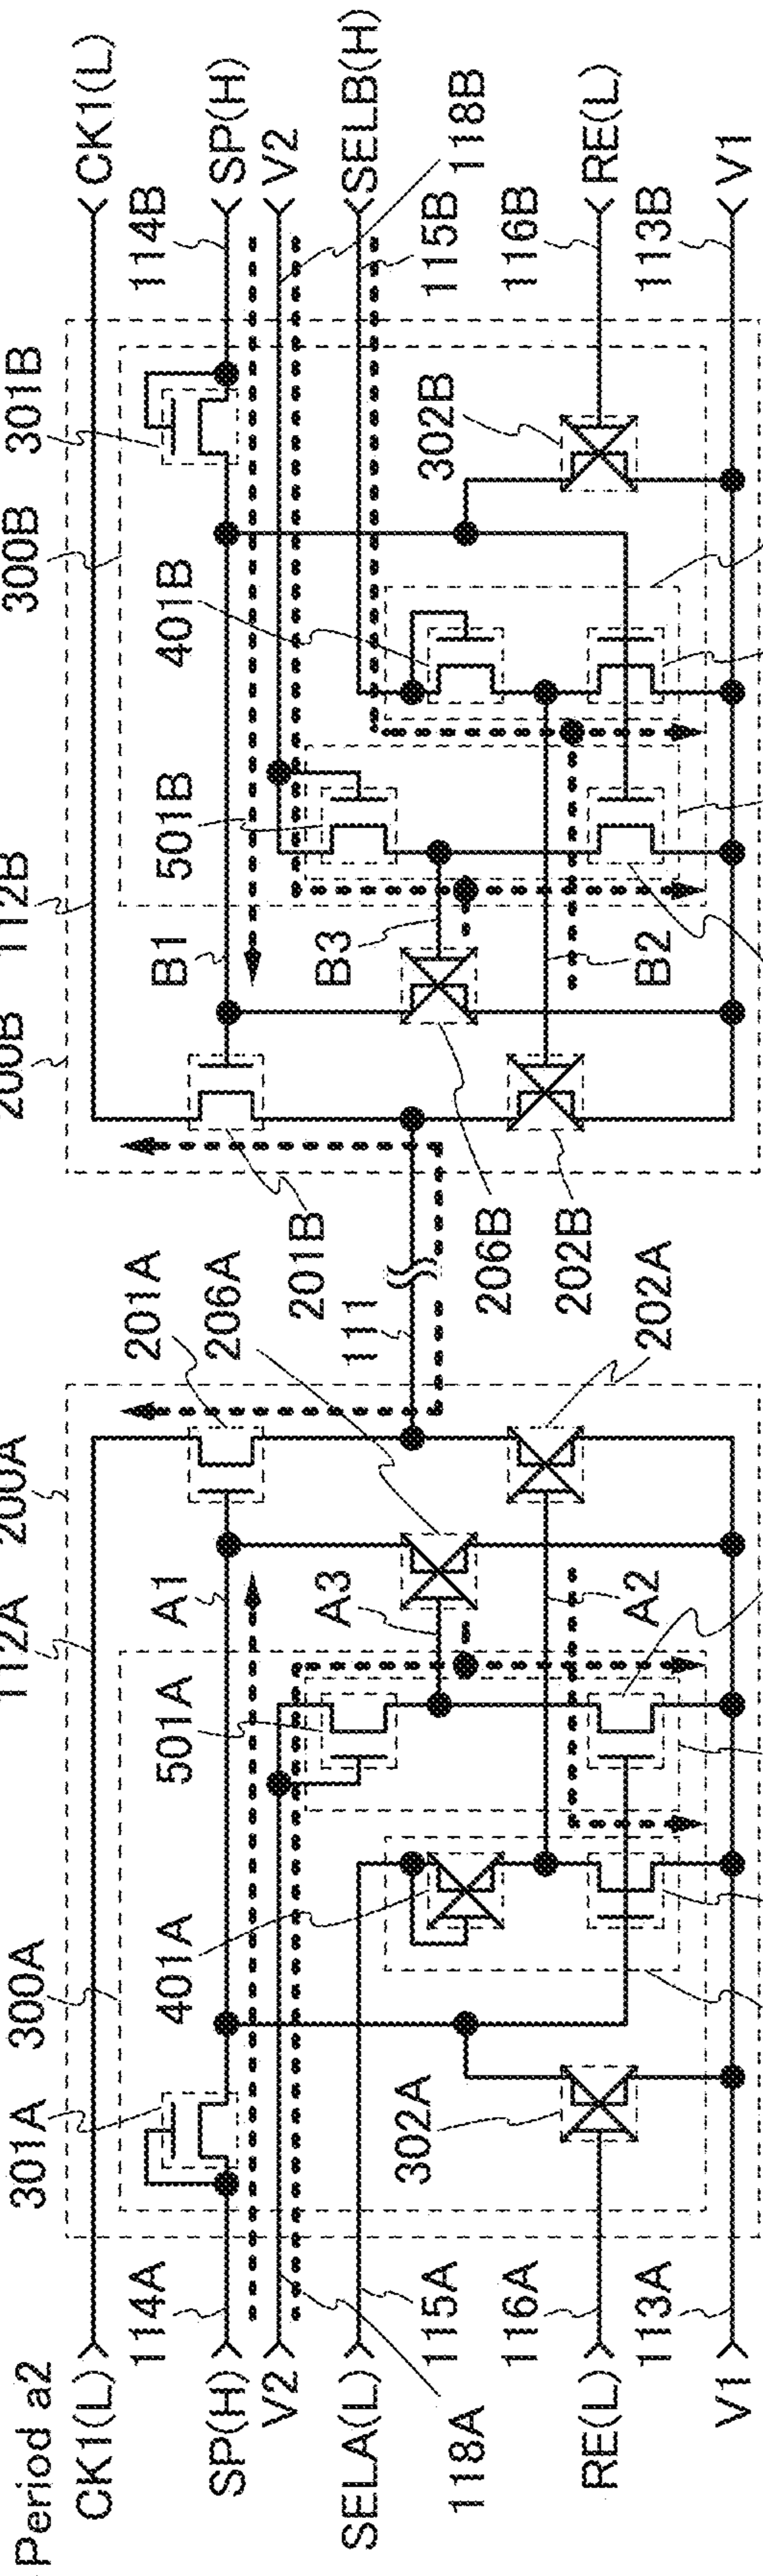 Period a2
CK1(L)
114A
SP(H)
V2
118A
SELA(L)
115A
116A
RE(L)
113A
V1
301A
300A
112A
200A
A1
501A
401A
302A
A3
A2
201A
206A
202A
111
201B
206B
202B
B1
B3
B2
501B
401B
302B
112B
300B
301B
CK1(L)
114B
SP(H)
V2
118B
SELB(H)
115B
116B
RE(L)
113B
V1